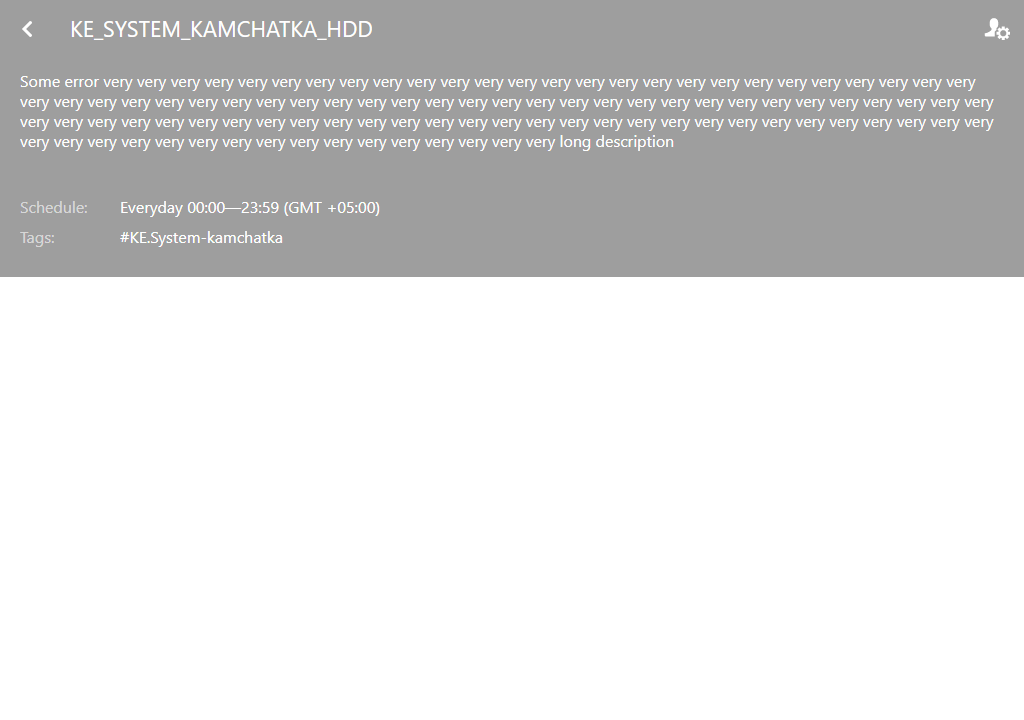 KE_SYSTEM_KAMCHATKA_HDD
Some error very very very very very very very very very very very very very very very very very very very very very very very very very very
very very very very very very very very very very very very very very very very very very very very very very very very very very very very very
very very very very very very very very very very very very very very very very very very very very very very very very very very very very very
very very very very very very very very very very very very very very very very long description
Schedule: Everyday 00:00—23:59 (GMT +05:00)
Tags: #KE.System-kamchatka